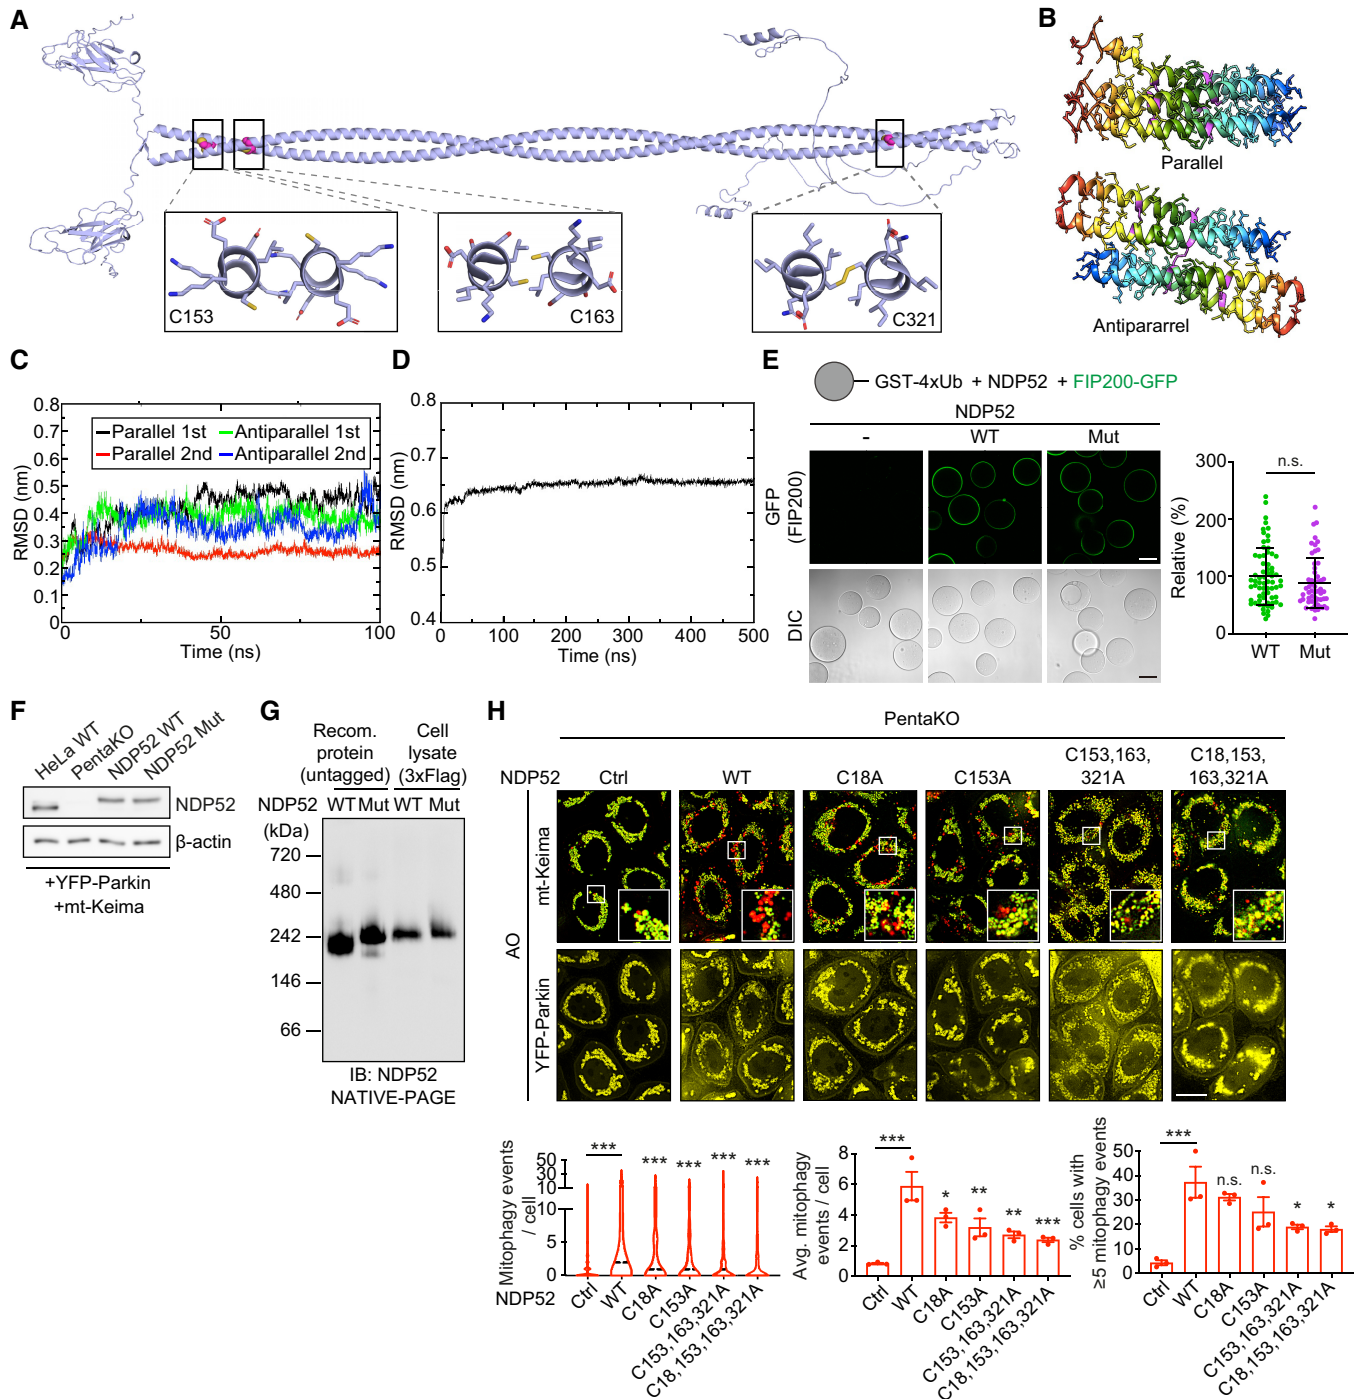 A
C153
C163
C321
B
Parallel
Antipararrel
C
RMSD (nm)
0.8
0.7
0.6
0.5
0.4
0.3
0.2
0.1
0
Parallel 1st
Antiparallel 1st
Parallel 2nd
Antiparallel 2nd
0
50
100
Time (ns)
D
RMSD (nm)
0.8
0.7
0.6
0.5
0.4
0
100
200
300
400
500
Time (ns)
E
GST-4xUb + NDP52 + FIP200-GFP
NDP52
- WT Mut
GFP
(FIP200)
DIC
n.s.
Relative (%)
300
200
100
0
WT Mut
F
HeLa WT
PentaKO
NDP52 WT
NDP52 Mut
NDP52
β-actin
+YFP-Parkin
+mt-Keima
G
Recom.
protein
(untagged)
Cell
lysate
(3xFlag)
NDP52 WT Mut WT Mut
(kDa)
720
480
242
146
66
IB: NDP52
NATIVE-PAGE
H
PentaKO
NDP52 Ctrl WT C18A C153A C153,163,
321A
C18,153,
163,321A
AO
mt-Keima
YFP-Parkin
Mitophagy events
/ cell
50
30
10
10
5
0
*** *** *** *** ***
NDP52
Ctrl
WT
C18A
C153A
C153,163,321A
C18,153,163,321A
Avg. mitophagy
events / cell
8
6
4
2
0
*** * ** ** ***
Ctrl
WT
C18A
C153A
C153,163,321A
C18,153,163,321A
% cells with
≥5 mitophagy events
50
40
30
20
10
0
*** n.s. n.s. * *
Ctrl
WT
C18A
C153A
C153,163,321A
C18,153,163,321A